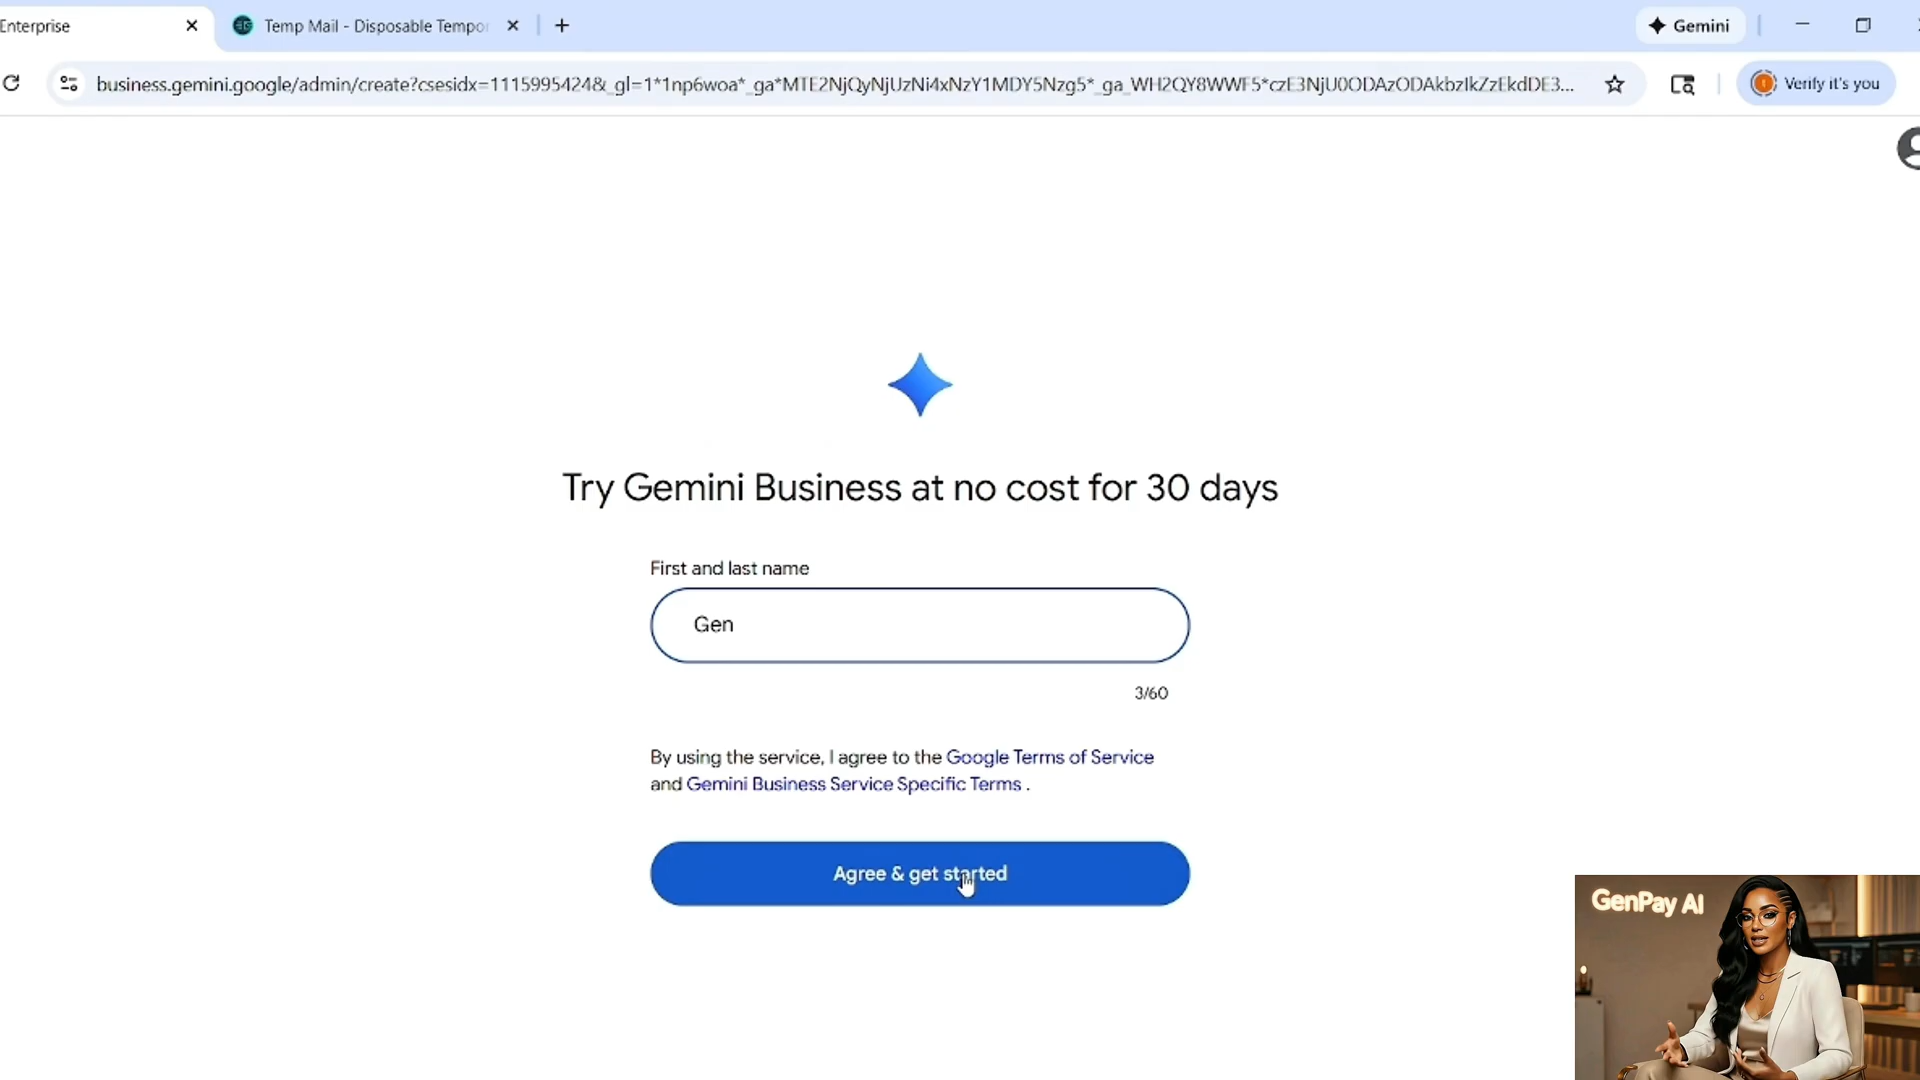 Enterprise
Temp Mail - Disposable Tempor
Gemini
business.gemini.google/admin/create?csesidx=1115995424&_gl=1*1np6woa*_ga*MTE2NjQyNjUzNi4xNzY1MDY5Nzg5*_ga_WH2QY8WWF5*czE3NjU0ODAzODAkbzIkZzEkdDE3...
Verify it's you
Try Gemini Business at no cost for 30 days
First and last name
Gen
3/60
By using the service, I agree to the Google Terms of Service
and Gemini Business Service Specific Terms .
Agree & get started
GenPay AI